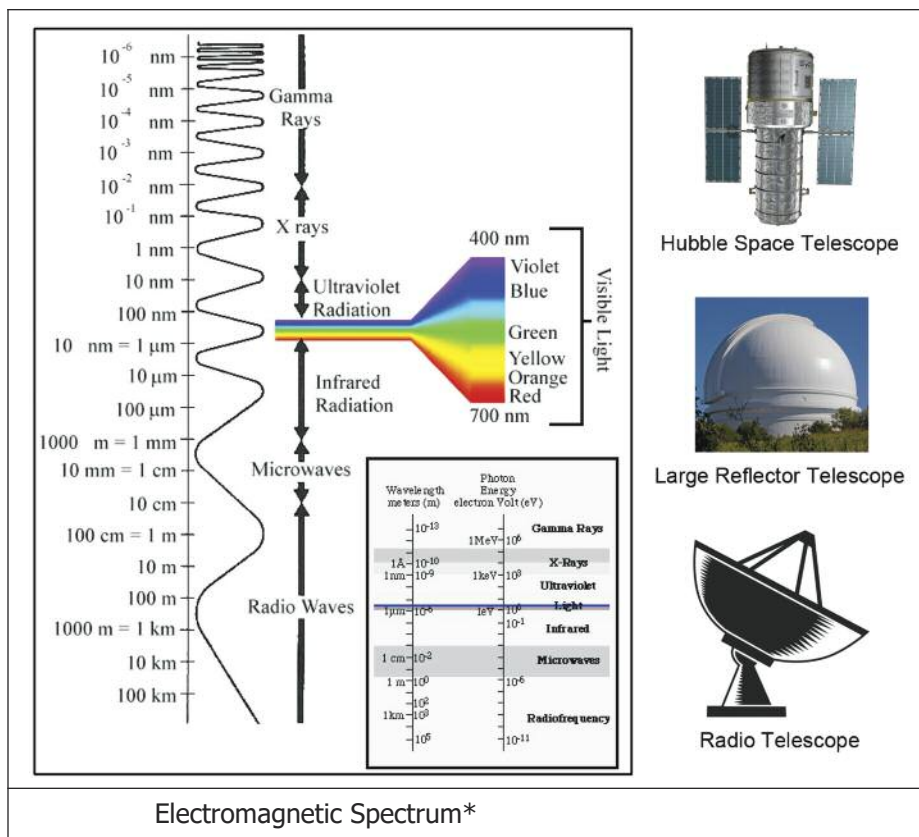 10⁻⁶ nm
10⁻⁵ nm
10⁻⁴ nm
10⁻³ nm
10⁻² nm
10⁻¹ nm
1 nm
10 nm
100 nm
10 nm = 1 µm
10 µm
100 µm
1000 m = 1 mm
10 mm = 1 cm
10 cm
100 cm = 1 m
10 m
100 m
1000 m = 1 km
10 km
100 km
Gamma
Rays
X rays
Ultraviolet
Radiation
Infrared
Radiation
Microwaves
Radio Waves
400 nm
Violet
Blue
Green
Yellow
Orange
Red
700 nm
Visible Light
Wavelength
meters (m)
Photon
Energy
electron Volt (eV)
10⁻¹³
1Å 10⁻¹⁰
1nm 10⁻⁹
1µm 10⁻⁶
1 cm 10⁻²
1 m 10⁰
10²
1km 10³
10⁵
1MeV 10⁶
1keV 10³
1eV 10⁰
10⁻¹
10⁻⁶
10⁻¹¹
Gamma Rays
X-Rays
Ultraviolet
Light
Infrared
Microwaves
Radiofrequency
Hubble Space Telescope
Large Reflector Telescope
Radio Telescope
Electromagnetic Spectrum*